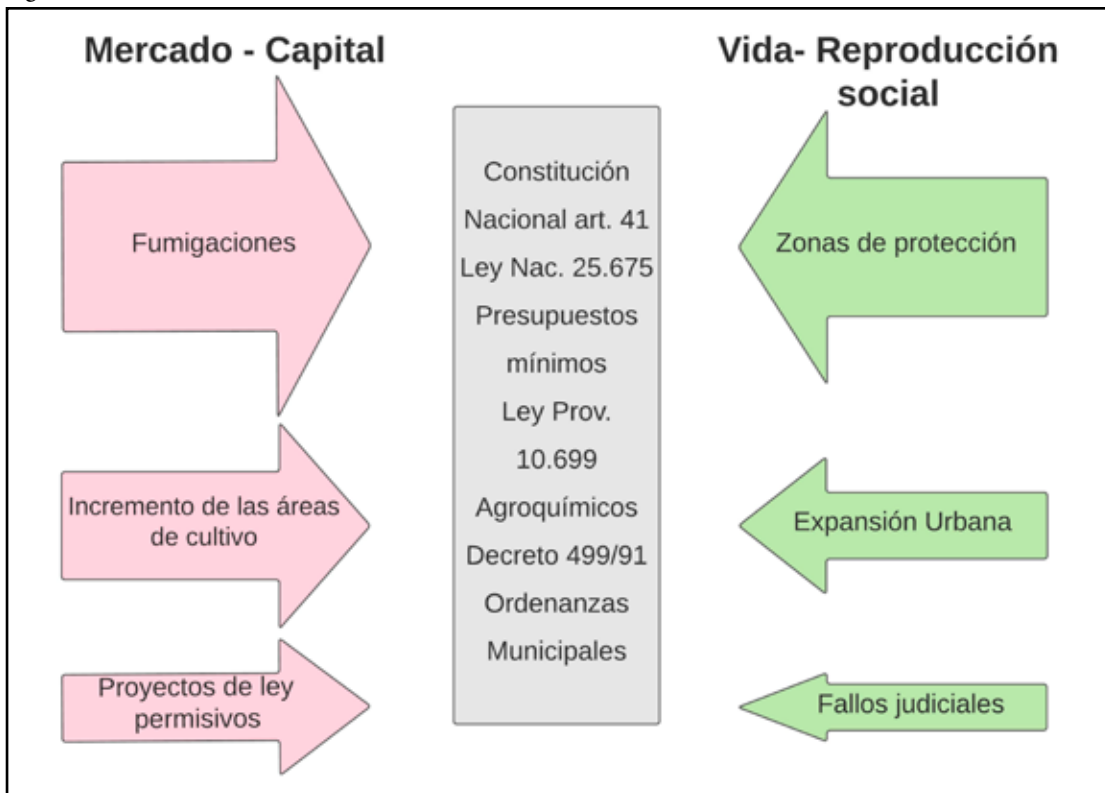 Mercado - Capital
Fumigaciones
Incremento de las áreas
de cultivo
Proyectos de ley
permisivos
Constitución
Nacional art. 41
Ley Nac. 25.675
Presupuestos
mínimos
Ley Prov.
10.699
Agroquímicos
Decreto 499/91
Ordenanzas
Municipales
Vida- Reproducción
social
Zonas de protección
Expansión Urbana
Fallos judiciales